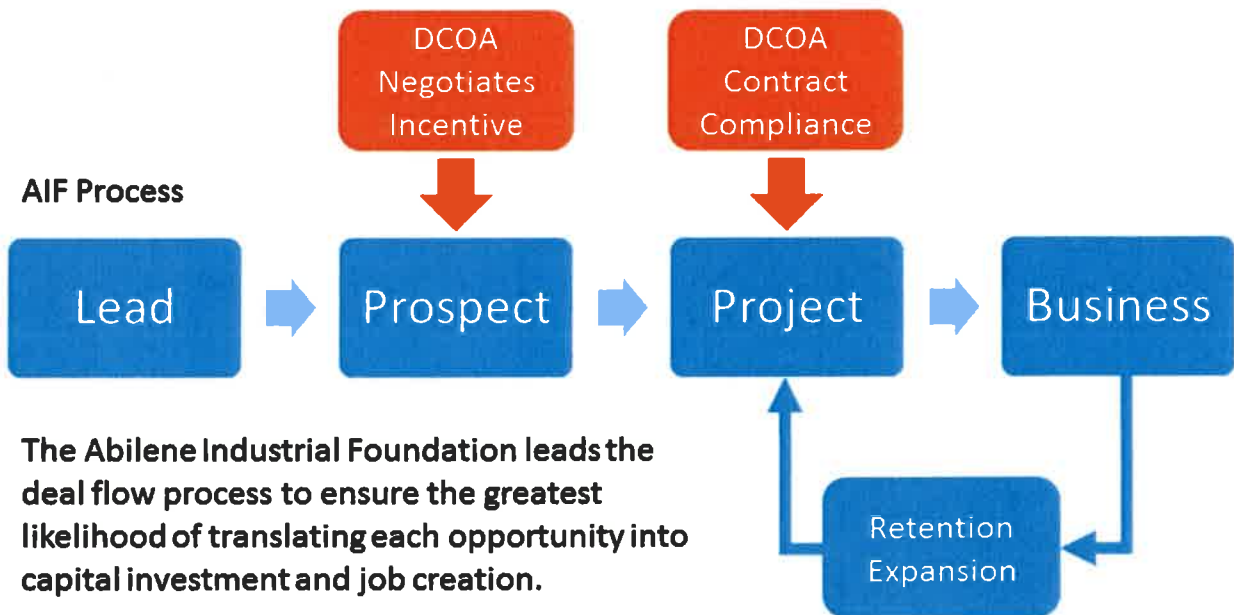 DCOA
Negotiates
Incentive
DCOA
Contract
Compliance
AIF Process
Lead
Prospect
Project
Business
The Abilene Industrial Foundation leads the
deal flow process to ensure the greatest
likelihood of translating each opportunity into
capital investment and job creation.
Retention
Expansion